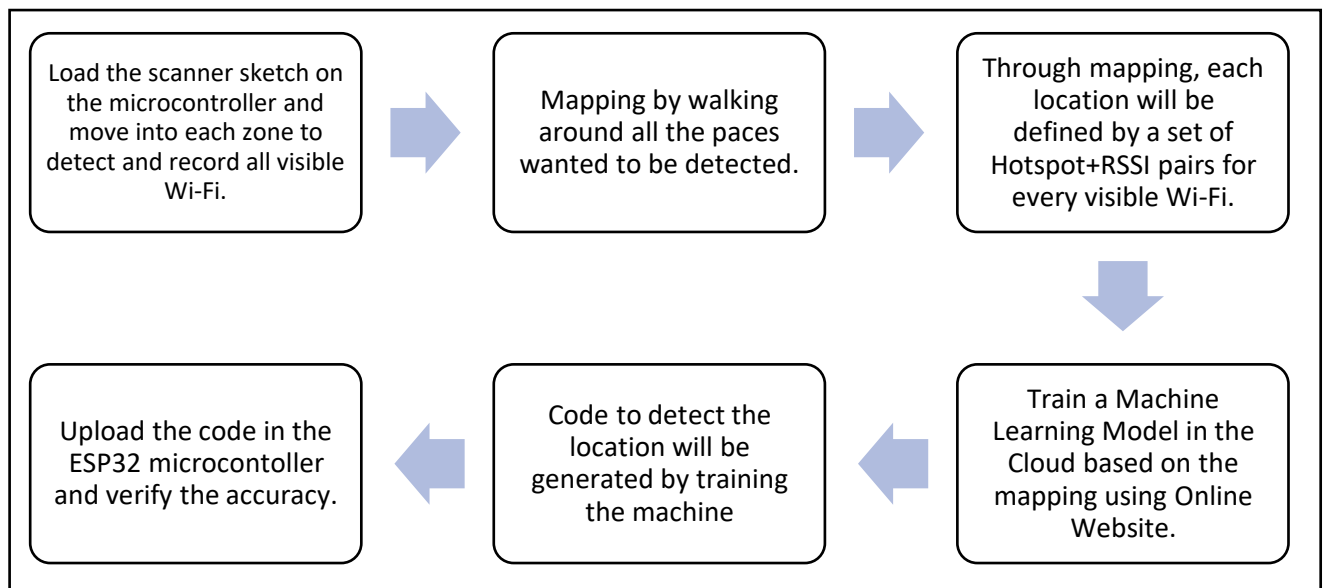 Load the scanner sketch on
the microcontroller and
move into each zone to
detect and record all visible
Wi-Fi.
Mapping by walking
around all the paces
wanted to be detected.
Through mapping, each
location will be
defined by a set of
Hotspot+RSSI pairs for
every visible Wi-Fi.
Train a Machine
Learning Model in the
Cloud based on the
mapping using Online
Website.
Code to detect the
location will be
generated by training
the machine
Upload the code in the
ESP32 microcontoller
and verify the accuracy.